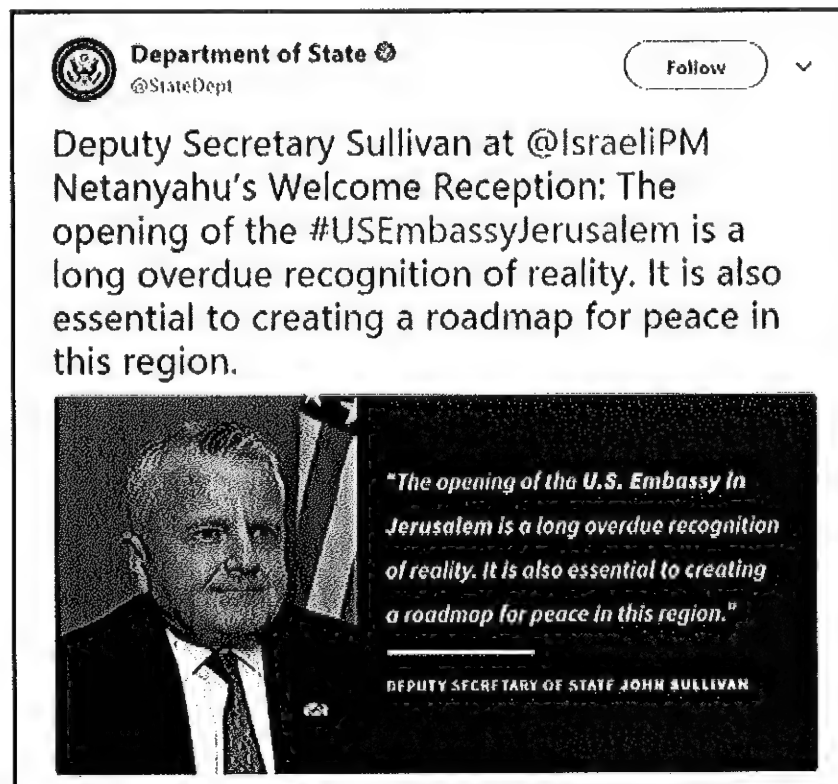 Department of State
@StateDept
Follow
Deputy Secretary Sullivan at @IsraeliPM
Netanyahu's Welcome Reception: The
opening of the #USEmbassyJerusalem is a
long overdue recognition of reality. It is also
essential to creating a roadmap for peace in
this region.
"The opening of the U.S. Embassy in
Jerusalem is a long overdue recognition
of reality. It is also essential to creating
a roadmap for peace in this region."
DEPUTY SECRETARY OF STATE JOHN SULLIVAN